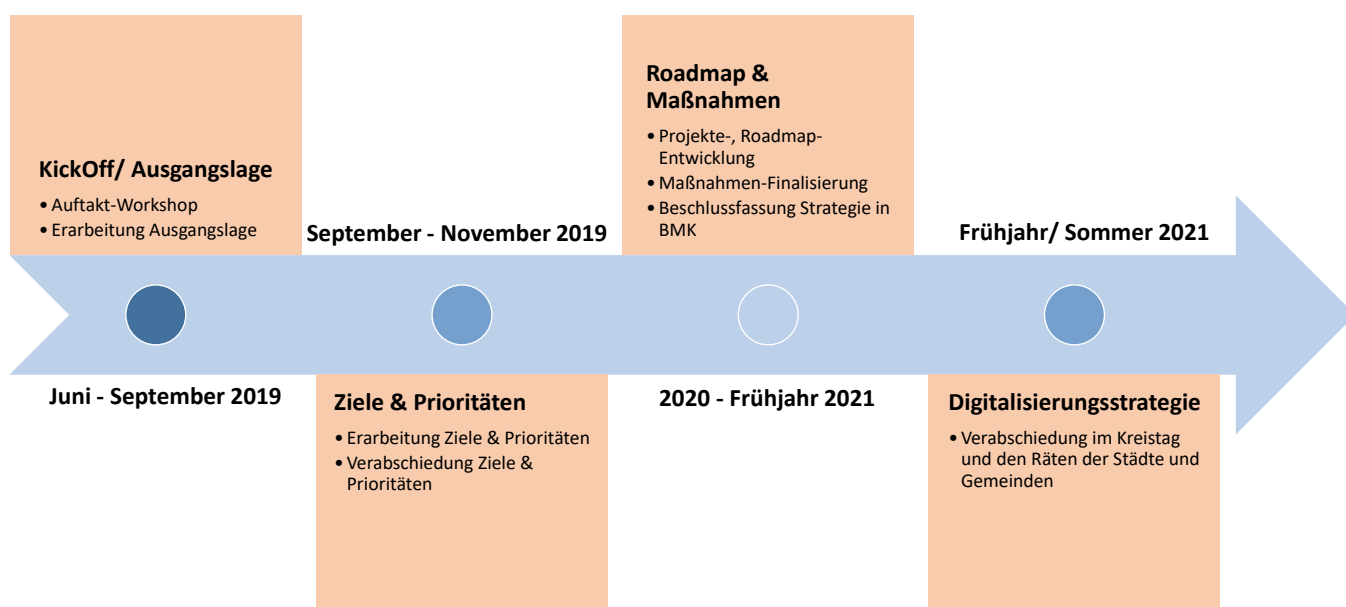 KickOff/ Ausgangslage
• Auftakt-Workshop
• Erarbeitung Ausgangslage
Juni - September 2019
September - November 2019
Ziele & Prioritäten
• Erarbeitung Ziele & Prioritäten
• Verabschiedung Ziele &
Prioritäten
Roadmap &
Maßnahmen
• Projekte-, Roadmap-
Entwicklung
• Maßnahmen-Finalisierung
• Beschlussfassung Strategie in
BMK
2020 - Frühjahr 2021
Frühjahr/ Sommer 2021
Digitalisierungsstrategie
• Verabschiedung im Kreistag
und den Räten der Städte und
Gemeinden